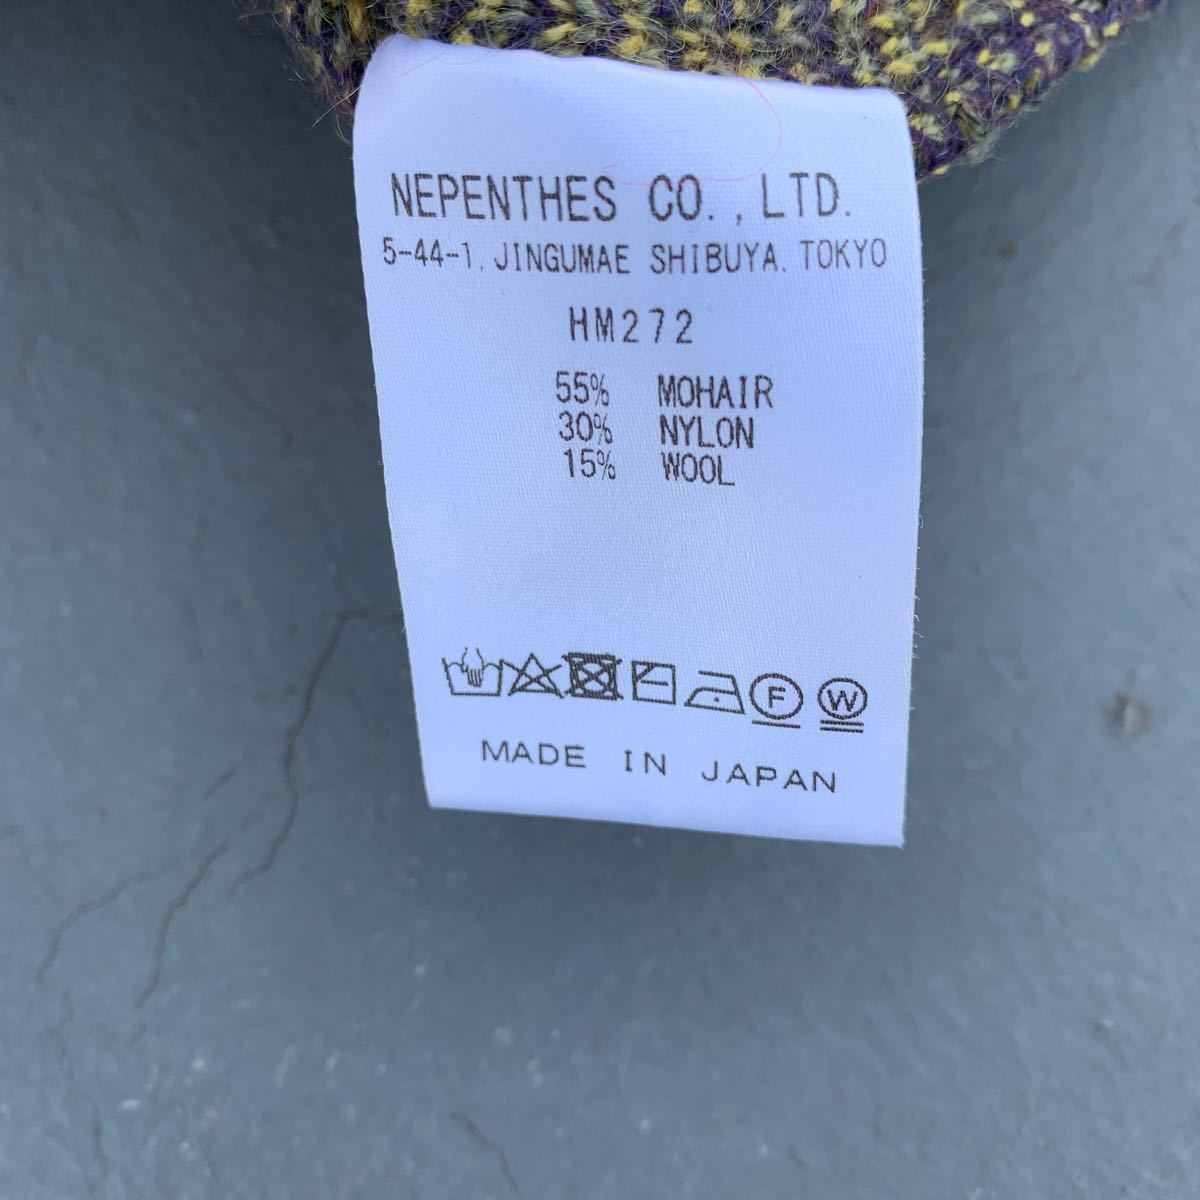 NEPENTHES CO., LTD.
5-44-1, JINGUMAE SHIBUYA, TOKYO
HM272
55% MOHAIR
30% NYLON
15% WOOL
F W
MADE IN JAPAN